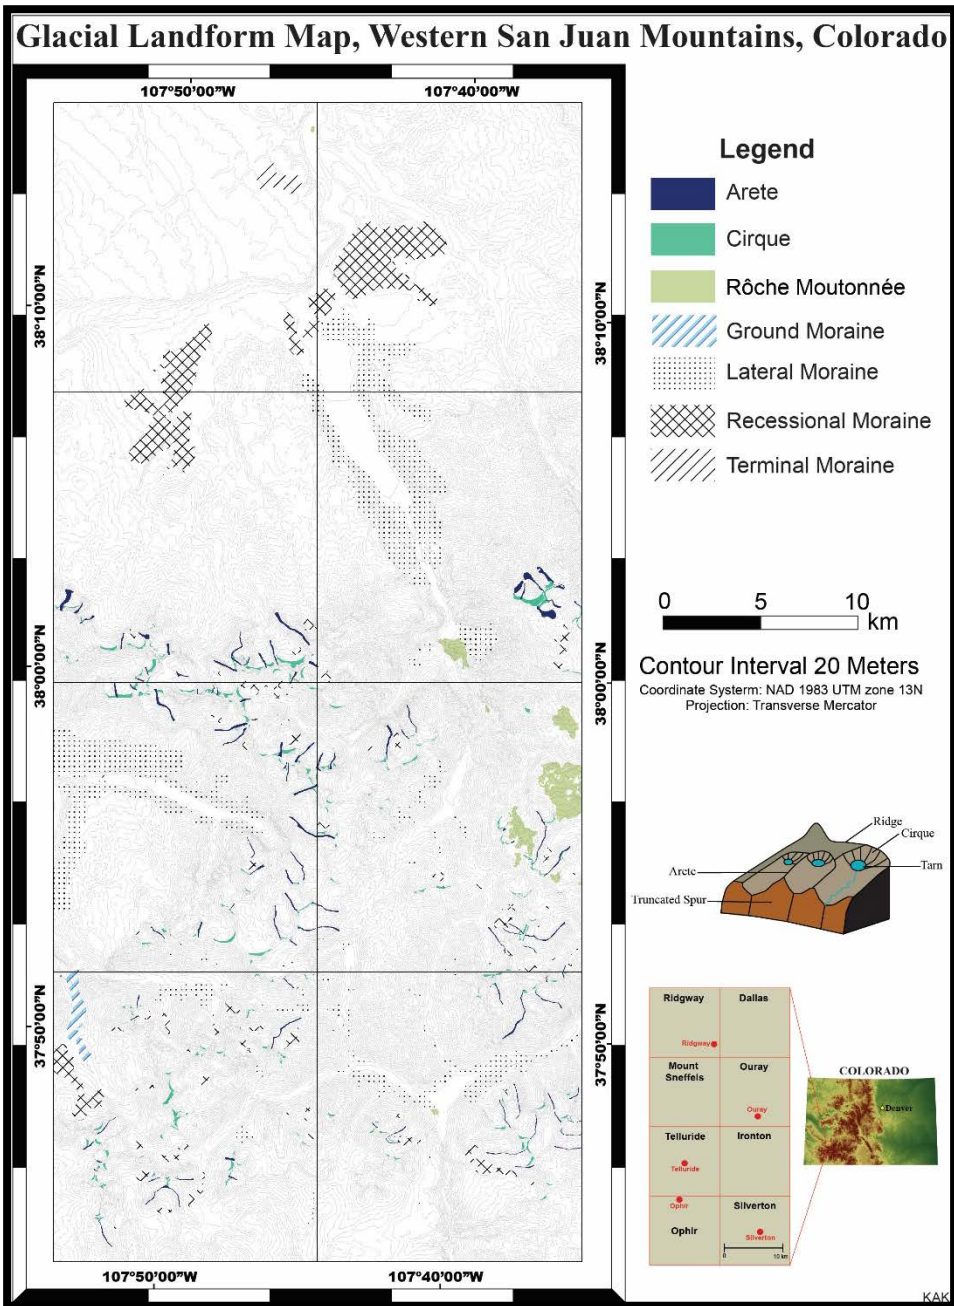 Glacial Landform Map, Western San Juan Mountains, Colorado
107°50'00"W
107°40'00"W
38°10'00"N
38°10'00"N
38°00'00"N
38°00'00"N
37°50'00"N
37°50'00"N
107°50'00"W
107°40'00"W
Legend
Arete
Cirque
Rôche Moutonnée
Ground Moraine
Lateral Moraine
Recessional Moraine
Terminal Moraine
0 5 10 km
Contour Interval 20 Meters
Coordinate Systerm: NAD 1983 UTM zone 13N
Projection: Transverse Mercator
Ridge
Cirque
Tarn
Arete
Truncated Spur
Ridgway
Dallas
Ridgway
Mount
Sneffels
Ouray
Ouray
Telluride
Ironton
Telluride
Ophir
Silverton
Ophir
Silverton
0 10 km
COLORADO
Denver
KAK